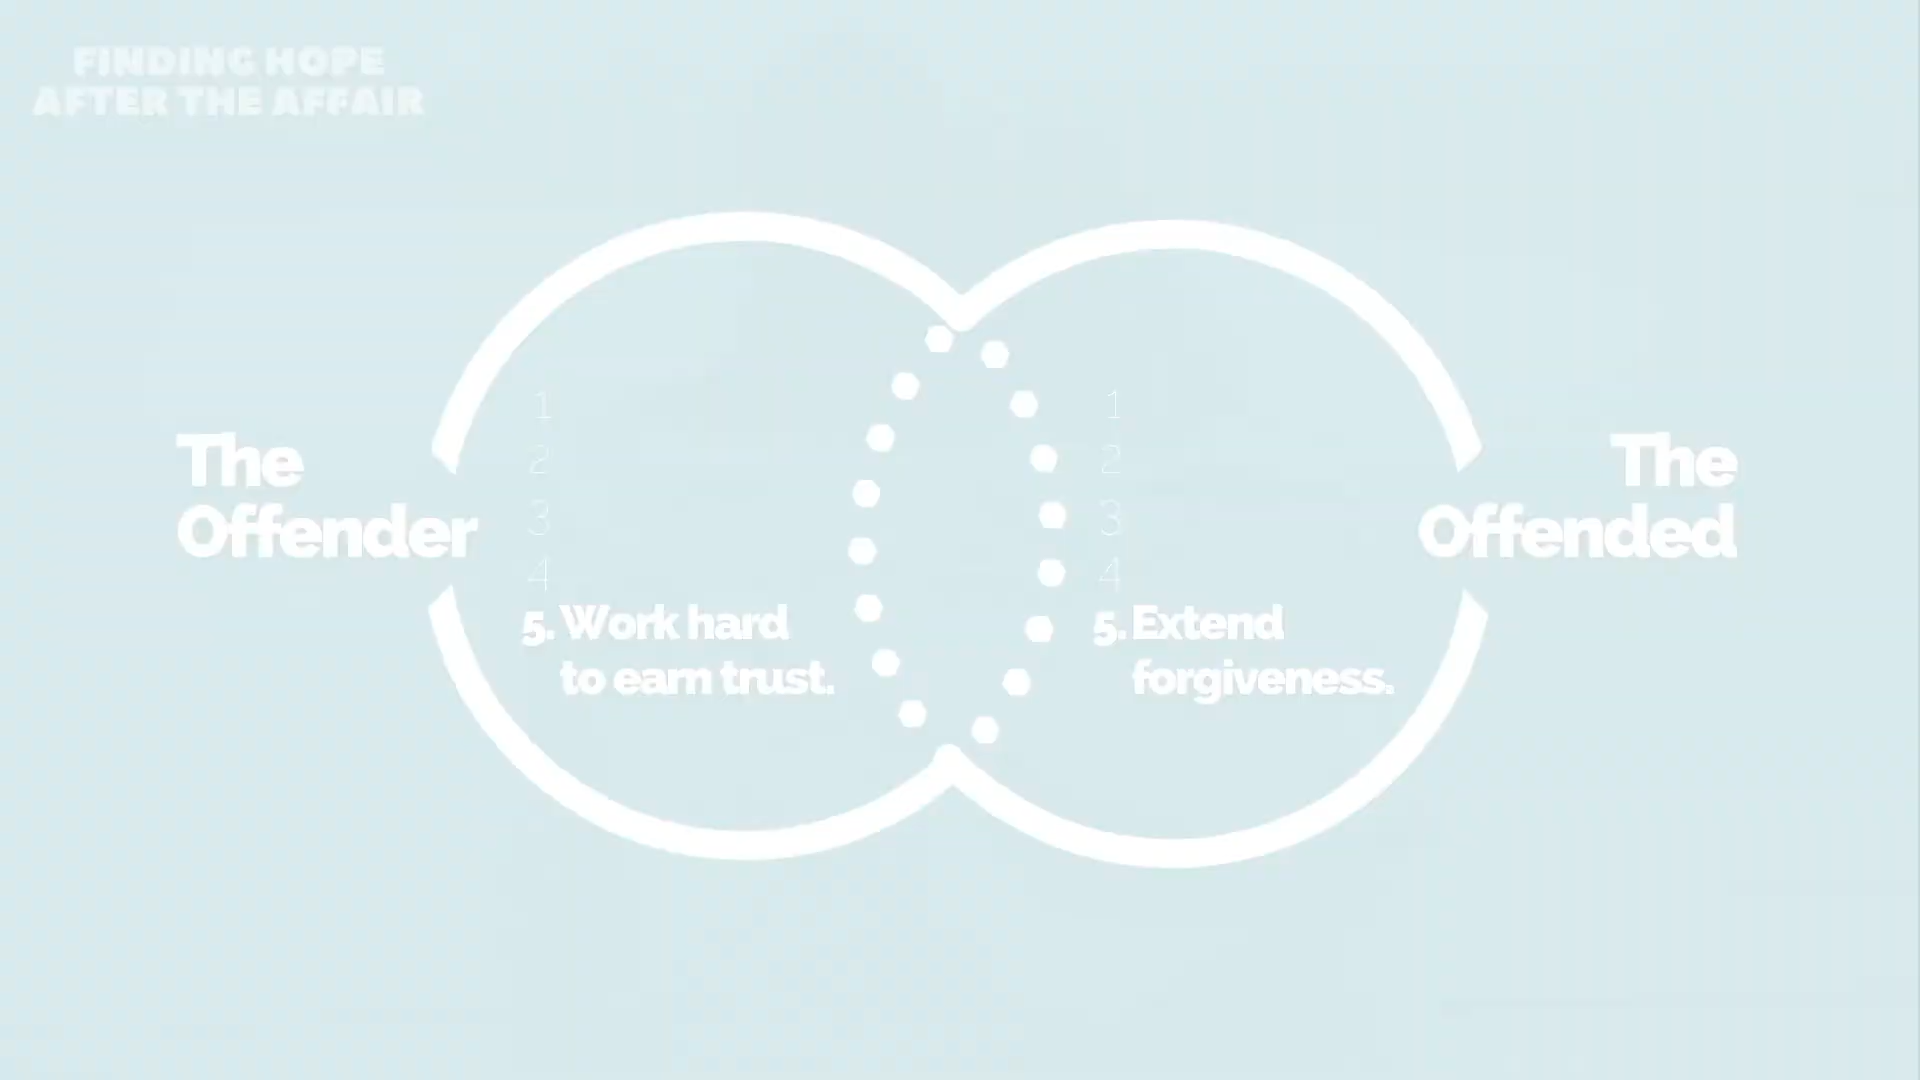 FINDING HOPE
AFTER THE AFFAIR
The
Offender
1
2
3
4
5. Work hard
to earn trust.
1
2
3
4
5. Extend
forgiveness.
The
Offended